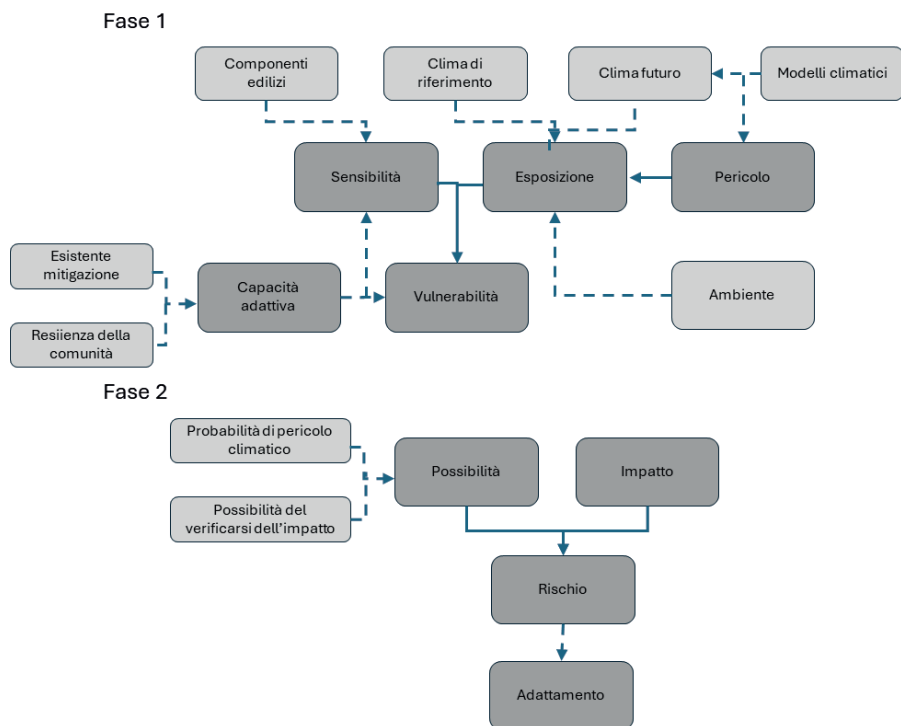 Fase 1
Componenti
edilizi
Clima di
riferimento
Clima futuro
Modelli climatici
Sensibilità
Esposizione
Pericolo
Esistente
mitigazione
Capacità
adattiva
Vulnerabilità
Ambiente
Resiienza della
comunità
Fase 2
Probabilità di pericolo
climatico
Possibilità
Impatto
Possibilità del
verificarsi dell’impatto
Rischio
Adattamento